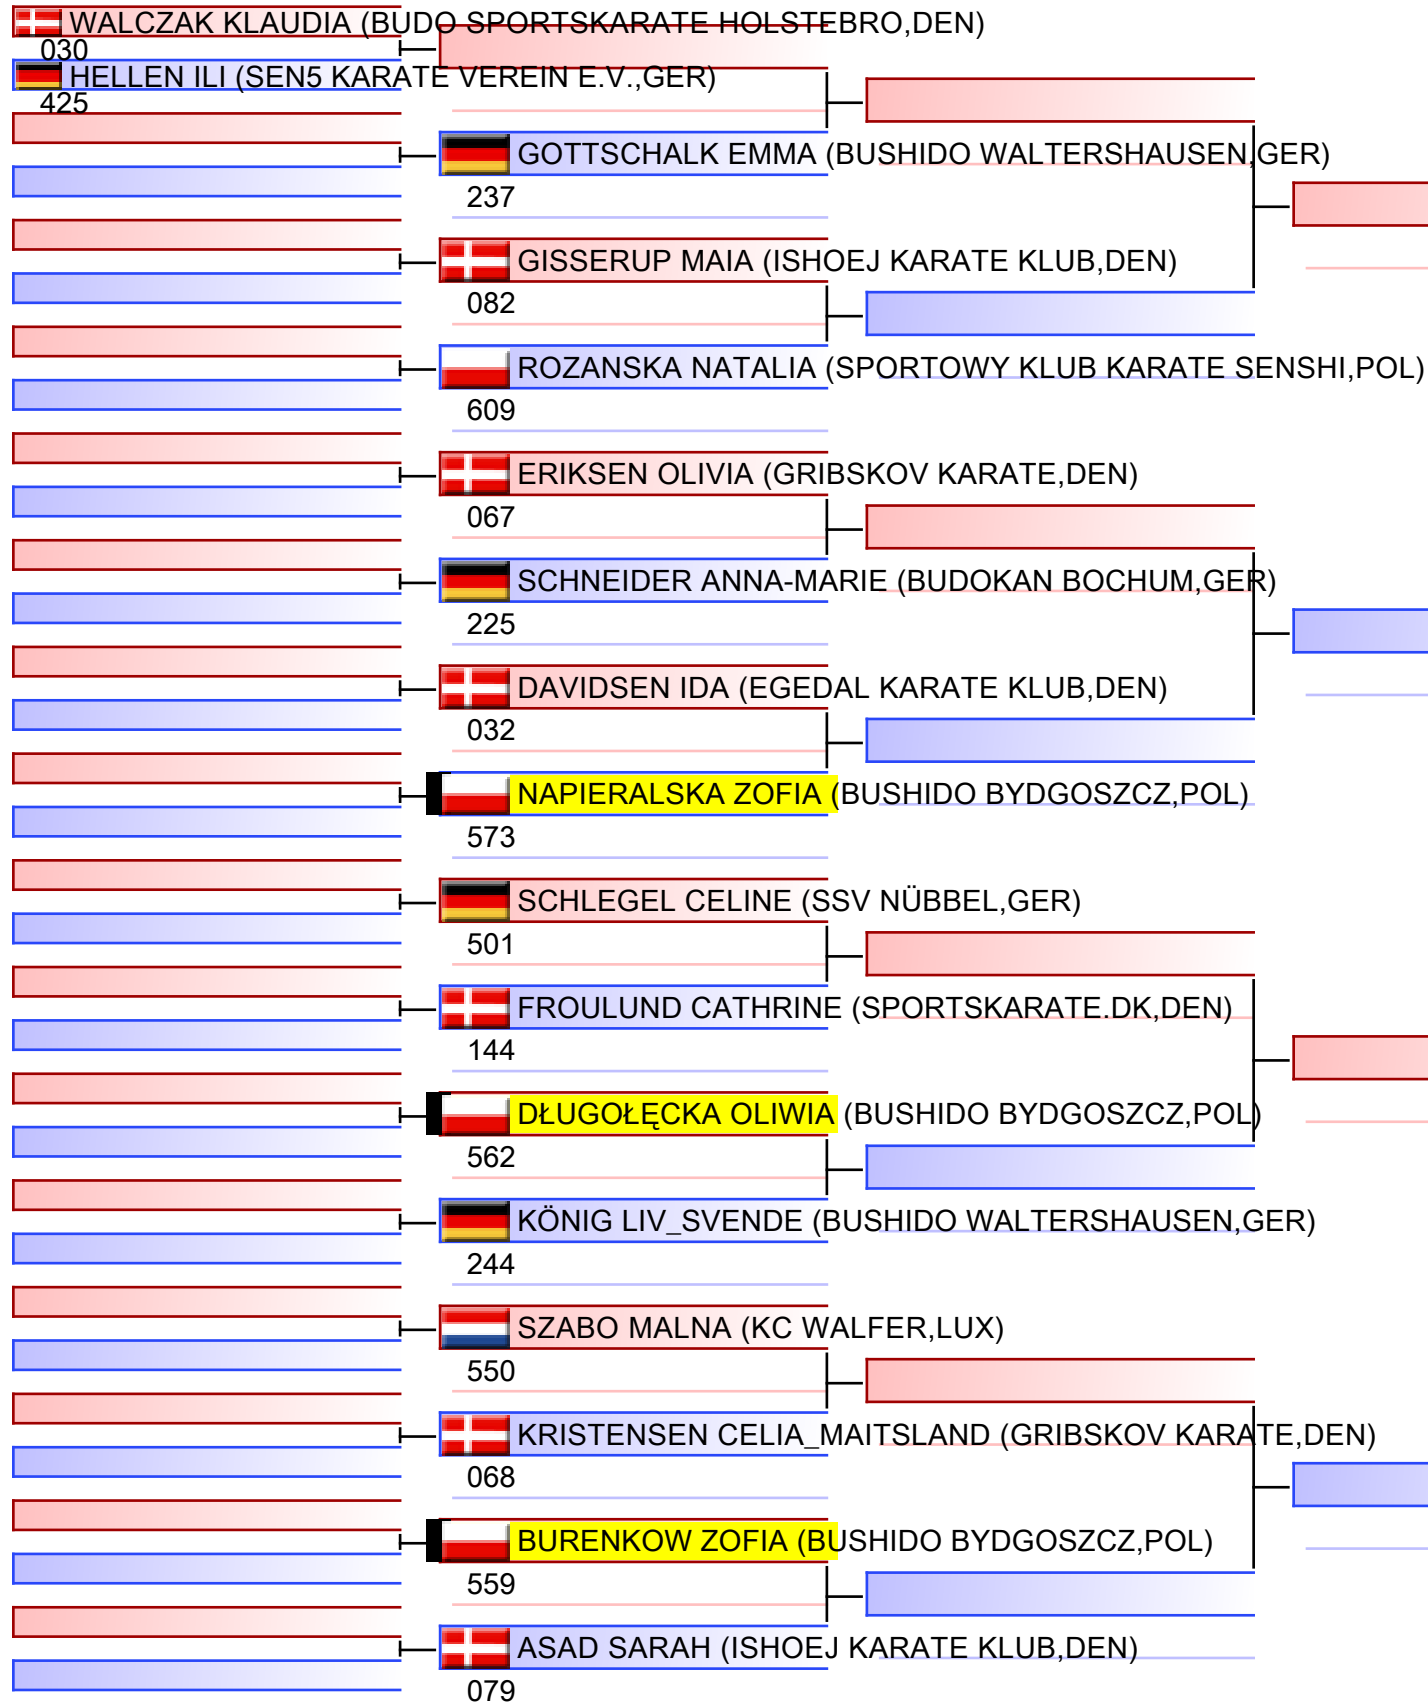 WALCZAK KLAUDIA (BUDO SPORTSKARATE HOLSTEBRO,DEN)
030
HELLEN ILI (SEN5 KARATE VEREIN E.V.,GER)
425
GOTTSCHALK EMMA (BUSHIDO WALTERSHAUSEN,GER)
237
GISSERUP MAIA (ISHOEJ KARATE KLUB,DEN)
082
ROZANSKA NATALIA (SPORTOWY KLUB KARATE SENSHI,POL)
609
ERIKSEN OLIVIA (GRIBSKOV KARATE,DEN)
067
SCHNEIDER ANNA-MARIE (BUDOKAN BOCHUM,GER)
225
DAVIDSEN IDA (EGEDAL KARATE KLUB,DEN)
032
NAPIERALSKA ZOFIA (BUSHIDO BYDGOSZCZ,POL)
573
SCHLEGEL CELINE (SSV NÜBBEL,GER)
501
FROULUND CATHRINE (SPORTSKARATE.DK,DEN)
144
DŁUGOŁĘCKA OLIWIA (BUSHIDO BYDGOSZCZ,POL)
562
KÖNIG LIV_SVENDE (BUSHIDO WALTERSHAUSEN,GER)
244
SZABO MALNA (KC WALFER,LUX)
550
KRISTENSEN CELIA_MAITSLAND (GRIBSKOV KARATE,DEN)
068
BURENKOW ZOFIA (BUSHIDO BYDGOSZCZ,POL)
559
ASAD SARAH (ISHOEJ KARATE KLUB,DEN)
079